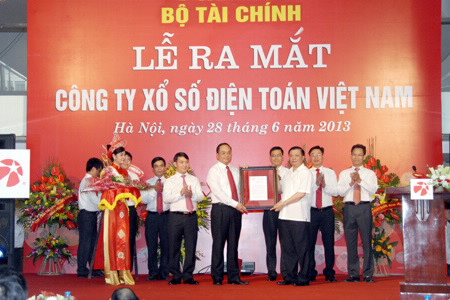 BỘ TÀI CHÍNH
LỄ RA MẮT
CÔNG TY XỔ SỐ ĐIỆN TOÁN VIỆT NAM
Hà Nội, ngày 28 tháng 6 năm 2013